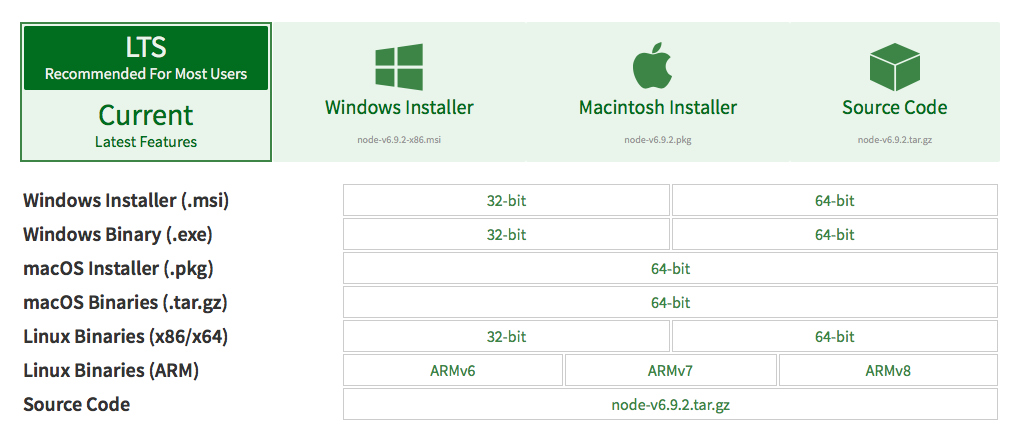 LTS
Recommended For Most Users
Current
Latest Features
Windows Installer
node-v6.9.2-x86.msi
Macintosh Installer
node-v6.9.2.pkg
Source Code
node-v6.9.2.tar.gz
Windows Installer (.msi) 32-bit 64-bit
Windows Binary (.exe) 32-bit 64-bit
macOS Installer (.pkg) 64-bit
macOS Binaries (.tar.gz) 64-bit
Linux Binaries (x86/x64) 32-bit 64-bit
Linux Binaries (ARM) ARMv6 ARMv7 ARMv8
Source Code node-v6.9.2.tar.gz